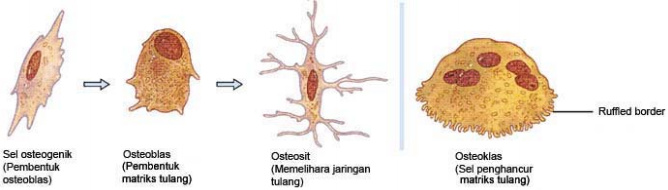 Sel osteogenik
(Pembentuk
osteoblas)
Osteoblas
(Pembentuk
matriks tulang)
Osteosit
(Memelihara jaringan
tulang)
Osteoklas
(Sel penghancur
matriks tulang)
Ruffled border